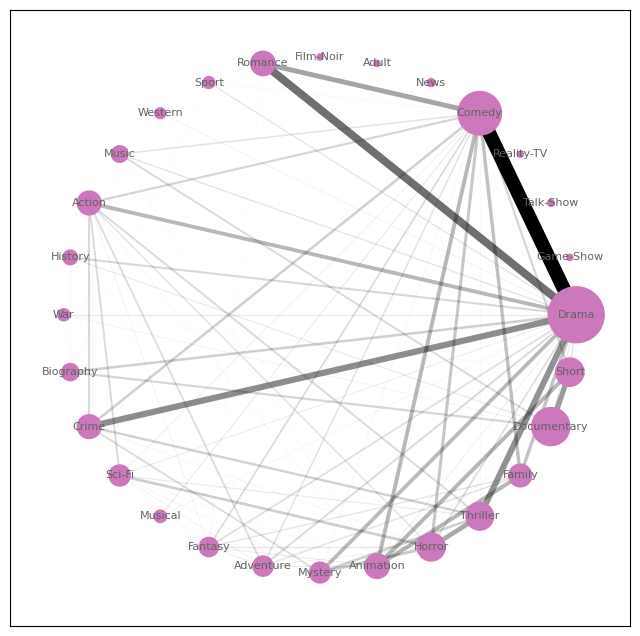 Film-Noir
Romance
Adult
Sport
News
Western
Comedy
Music
Reality-TV
Action
Talk-Show
History
Game-Show
War
Drama
Biography
Short
Crime
Documentary
Sci-Fi
Family
Musical
Thriller
Fantasy
Horror
Adventure
Animation
Mystery